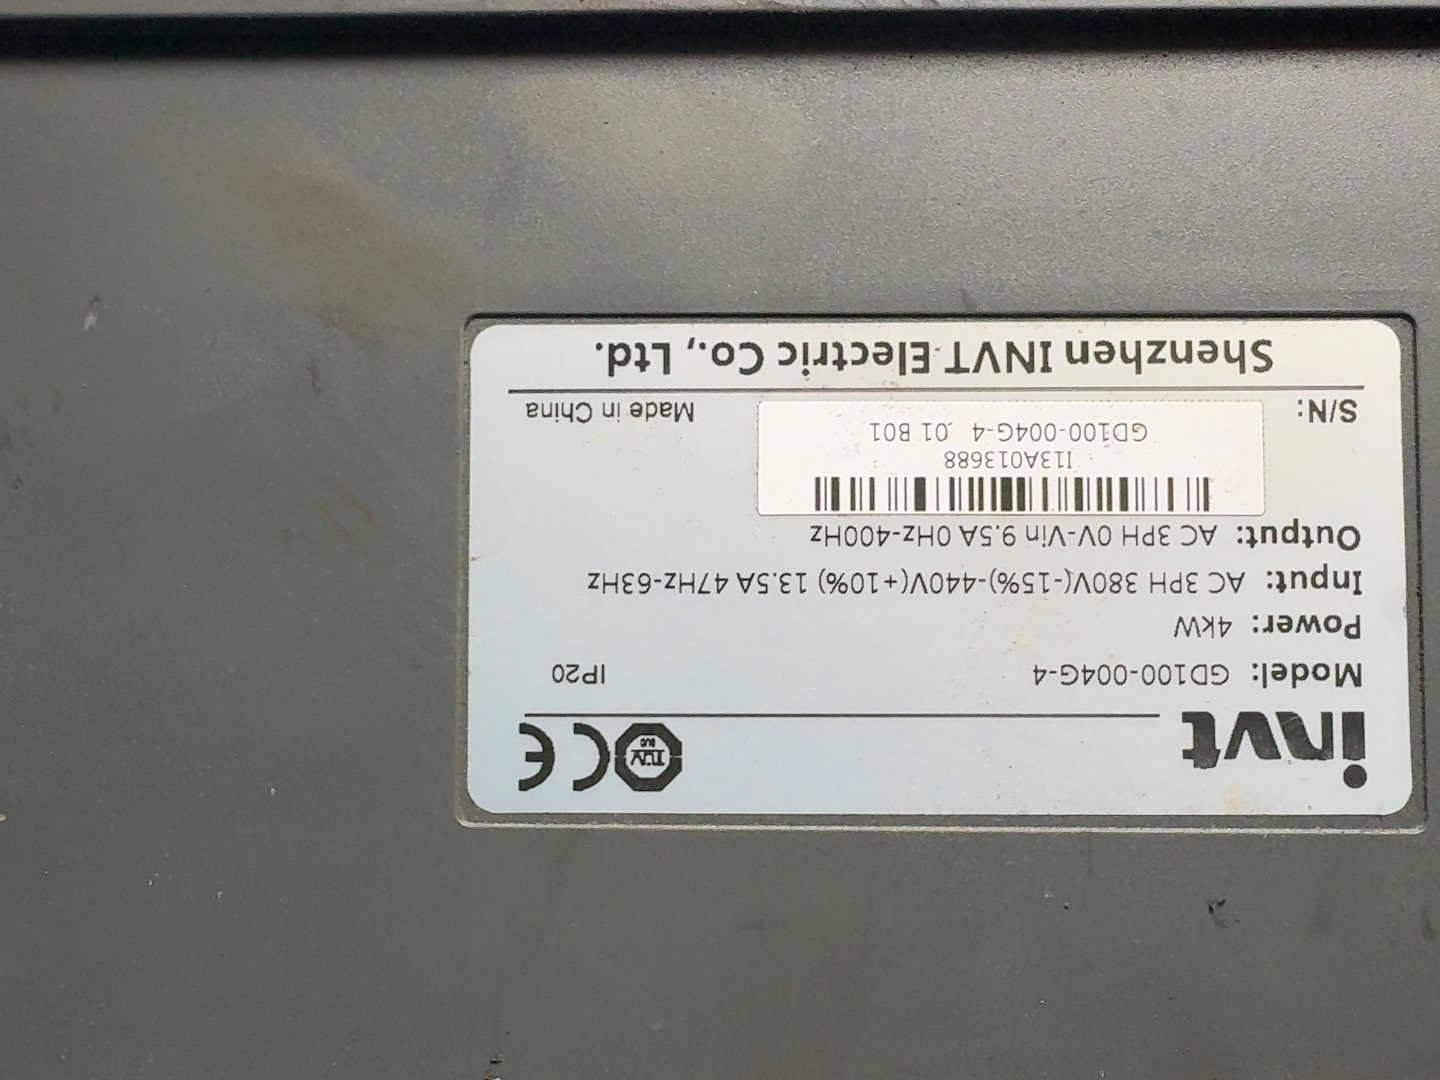 invt
TÜV
SUD
CE
Model: GD100-004G-4 IP20
Power: 4kW
Input: AC 3PH 380V(-15%)-440V(+10%) 13.5A 47Hz-63Hz
Output: AC 3PH 0V-Vin 9.5A 0Hz-400Hz
I13A013688
GD100-004G-4 .01 B01
S/N: Made in China
Shenzhen INVT Electric Co., Ltd.